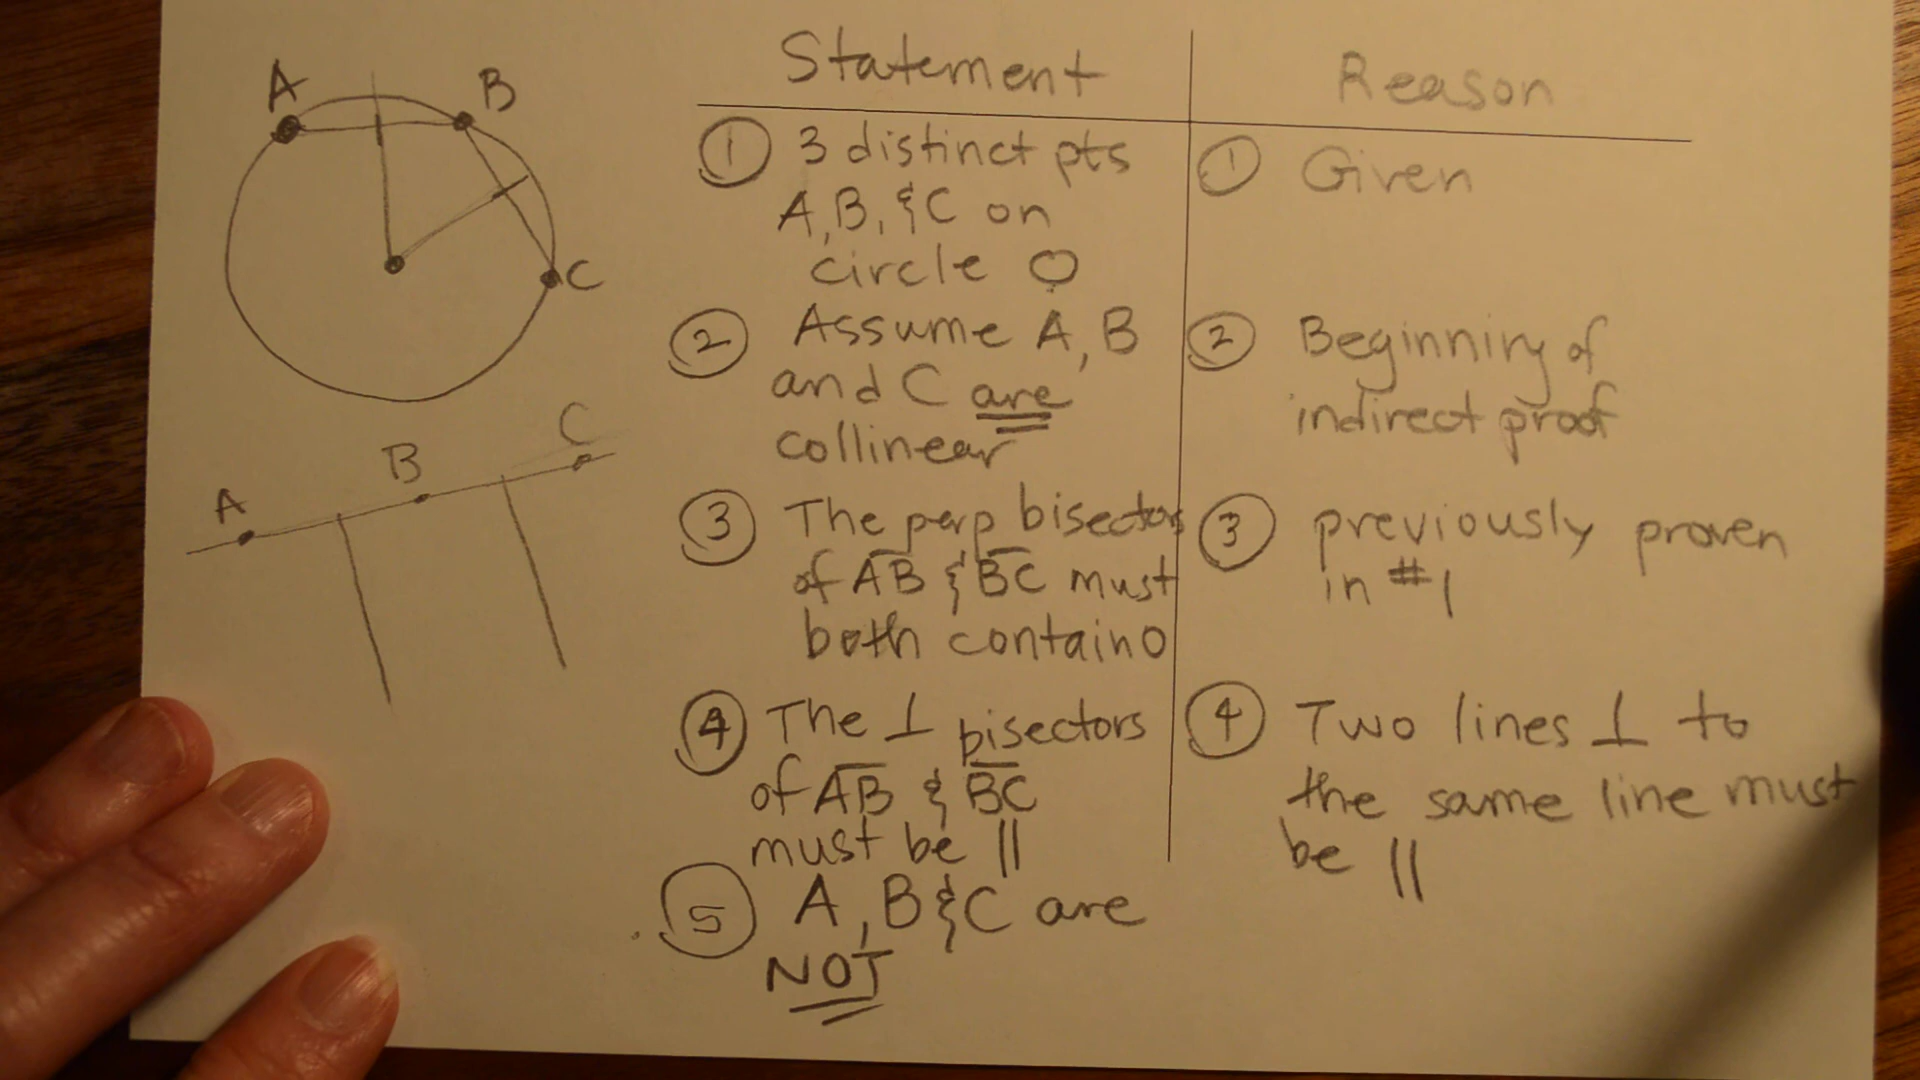 A
B
C
A
B
C
Statement
① 3 distinct pts
A, B, & C on
circle O
② Assume A, B
and C are
collinear
③ The perp bisectors
of AB & BC must
both contain O
④ The ⊥ bisectors
of AB & BC
must be ||
⑤ A, B & C are
NOT
Reason
① Given
② Beginning of
indirect proof
③ previously proven
in #1
④ Two lines ⊥ to
the same line must
be ||